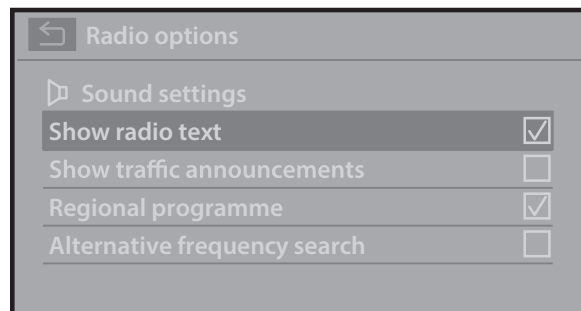 Radio options
Sound settings
Show radio text
Show traffic announcements
Regional programme
Alternative frequency search